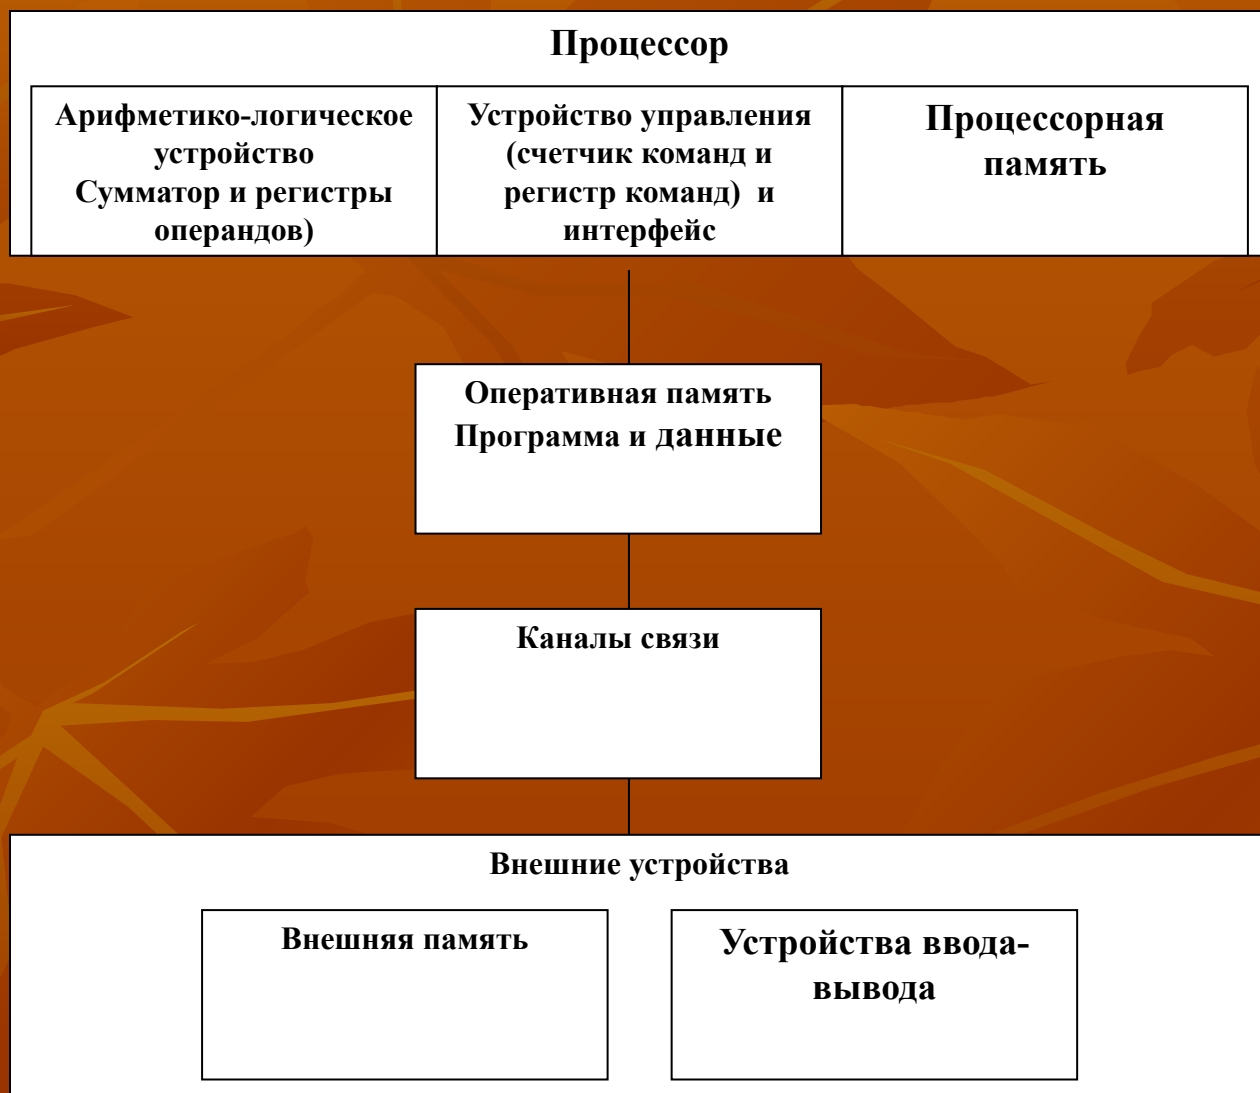 Процессор
Арифметико-логическое
устройство
Сумматор и регистры
операндов)
Устройство управления
(счетчик команд и
регистр команд) и
интерфейс
Процессорная
память
Оперативная память
Программа и данные
Каналы связи
Внешние устройства
Внешняя память
Устройства ввода-
вывода